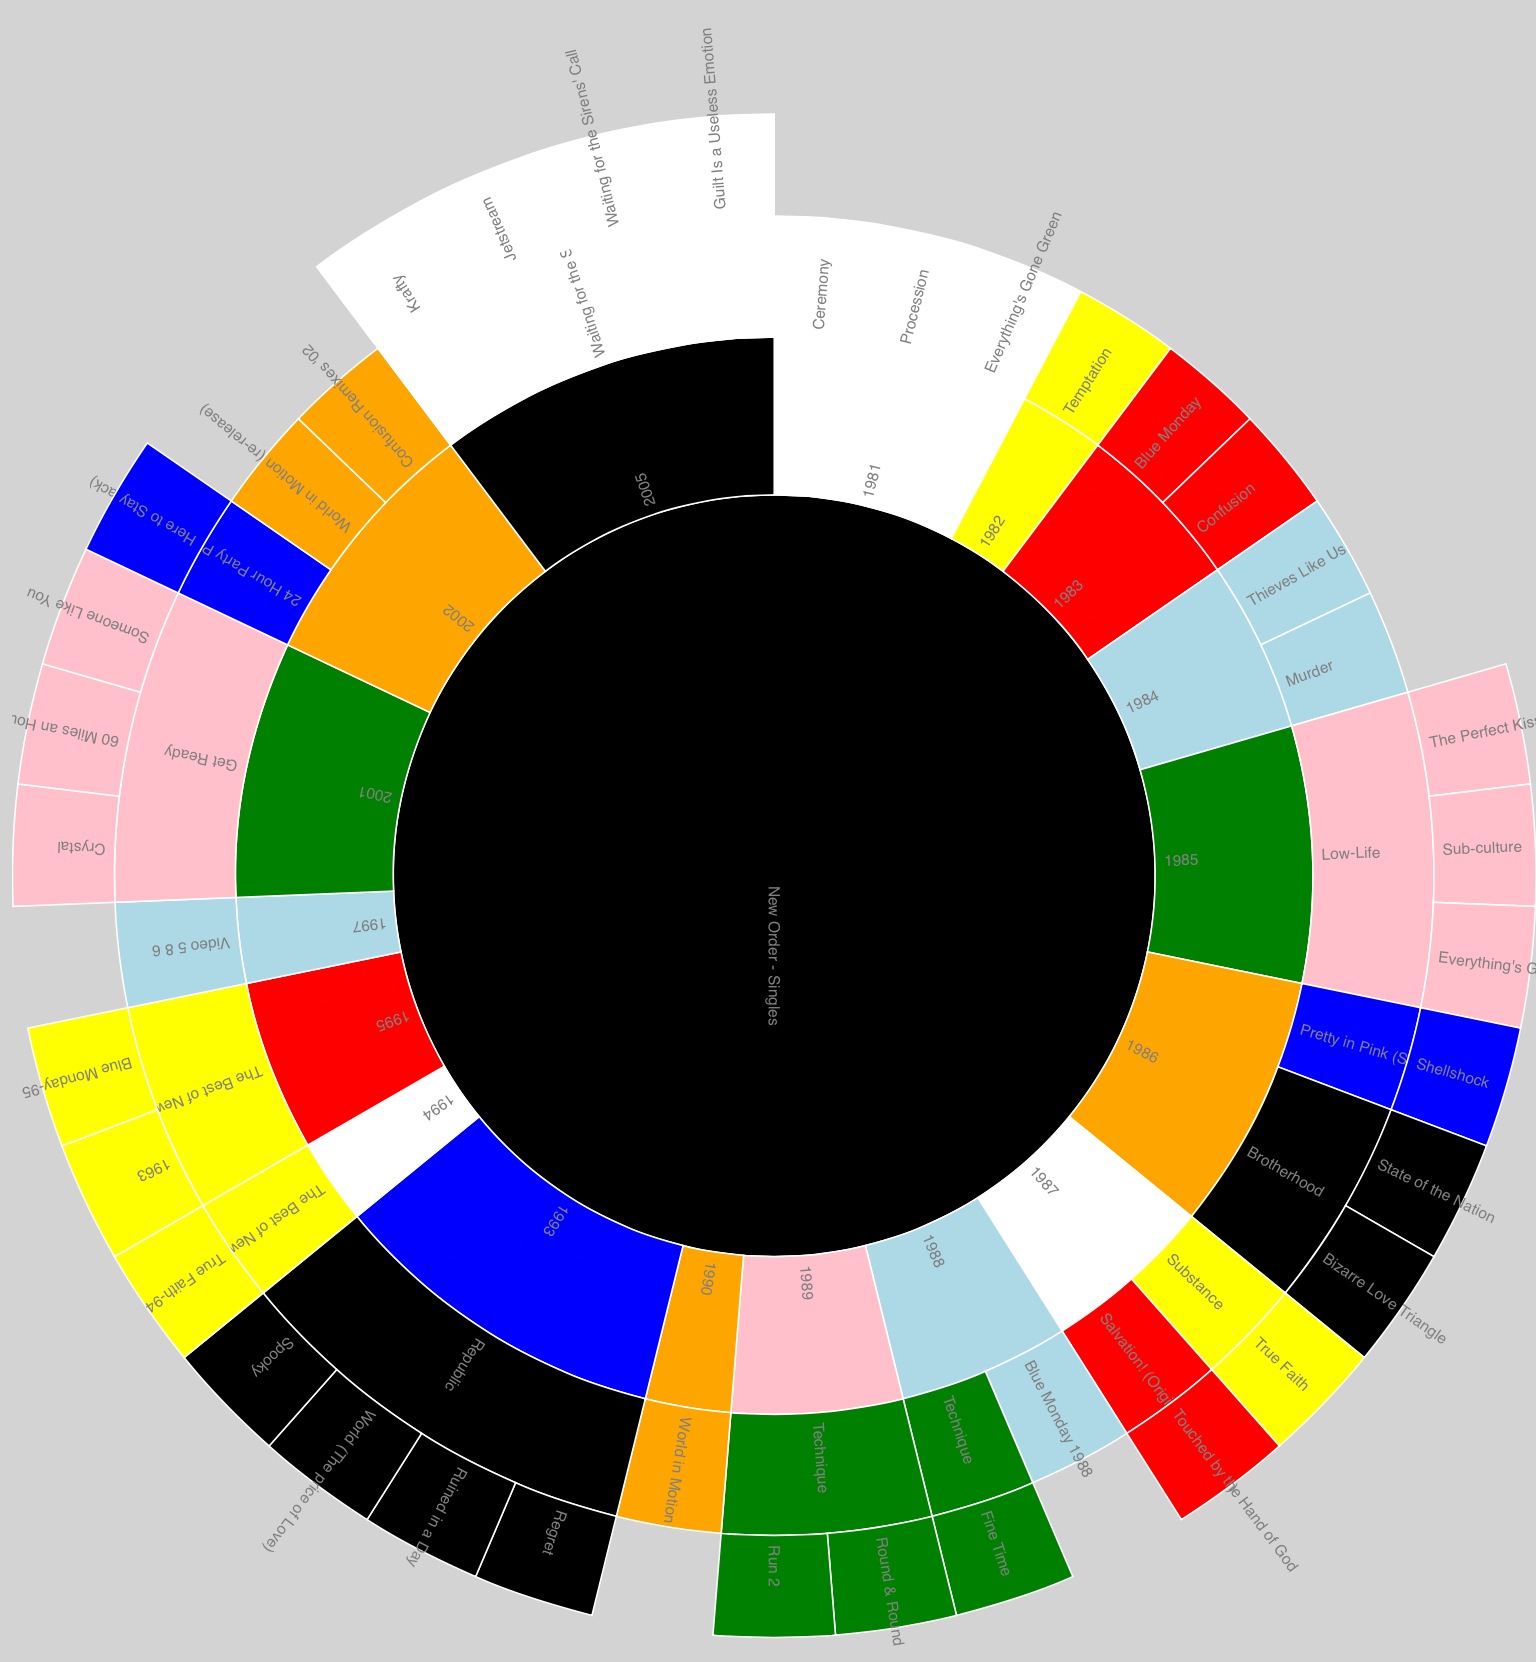 New Order - Singles
1981
Ceremony
Procession
Everything's Gone Green
1982
Temptation
1983
Blue Monday
Confusion
1984
Thieves Like Us
Murder
1985
Low-Life
The Perfect Kiss
Sub-culture
Everything's G
1986
Pretty in Pink (S
Shellshock
Brotherhood
State of the Nation
Bizarre Love Triangle
1987
Substance
True Faith
Salvation! (Orig
Touched by the Hand of God
1988
Blue Monday 1988
Technique
Fine Time
1989
Technique
Round & Round
Run 2
1990
World in Motion
1993
Republic
Regret
Ruined in a Day
World (The price of Love)
Spooky
1994
The Best of New
True Faith-94
1995
The Best of New
1963
Blue Monday-95
1997
Video 5 8 6
2001
Get Ready
Crystal
60 Miles an Hou
Someone Like You
2002
24 Hour Party P
Here to Stay
ack)
World in Motion (re-release)
Confusion Remixes '02
2005
Waiting for the S
Krafty
Jetstream
Waiting for the Sirens' Call
Guilt Is a Useless Emotion